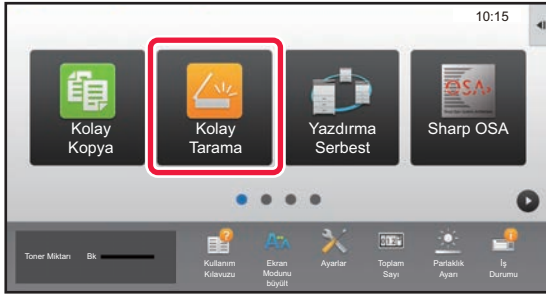 10:15
Kolay
Kopya
Kolay
Tarama
Yazdırma
Serbest
Sharp OSA
Toner Miktarı Bk
Kullanım
Kılavuzu
Ekran
Modunu
büyült
Ayarlar
Toplam
Sayı
Parlaklık
Ayarı
İş
Durumu